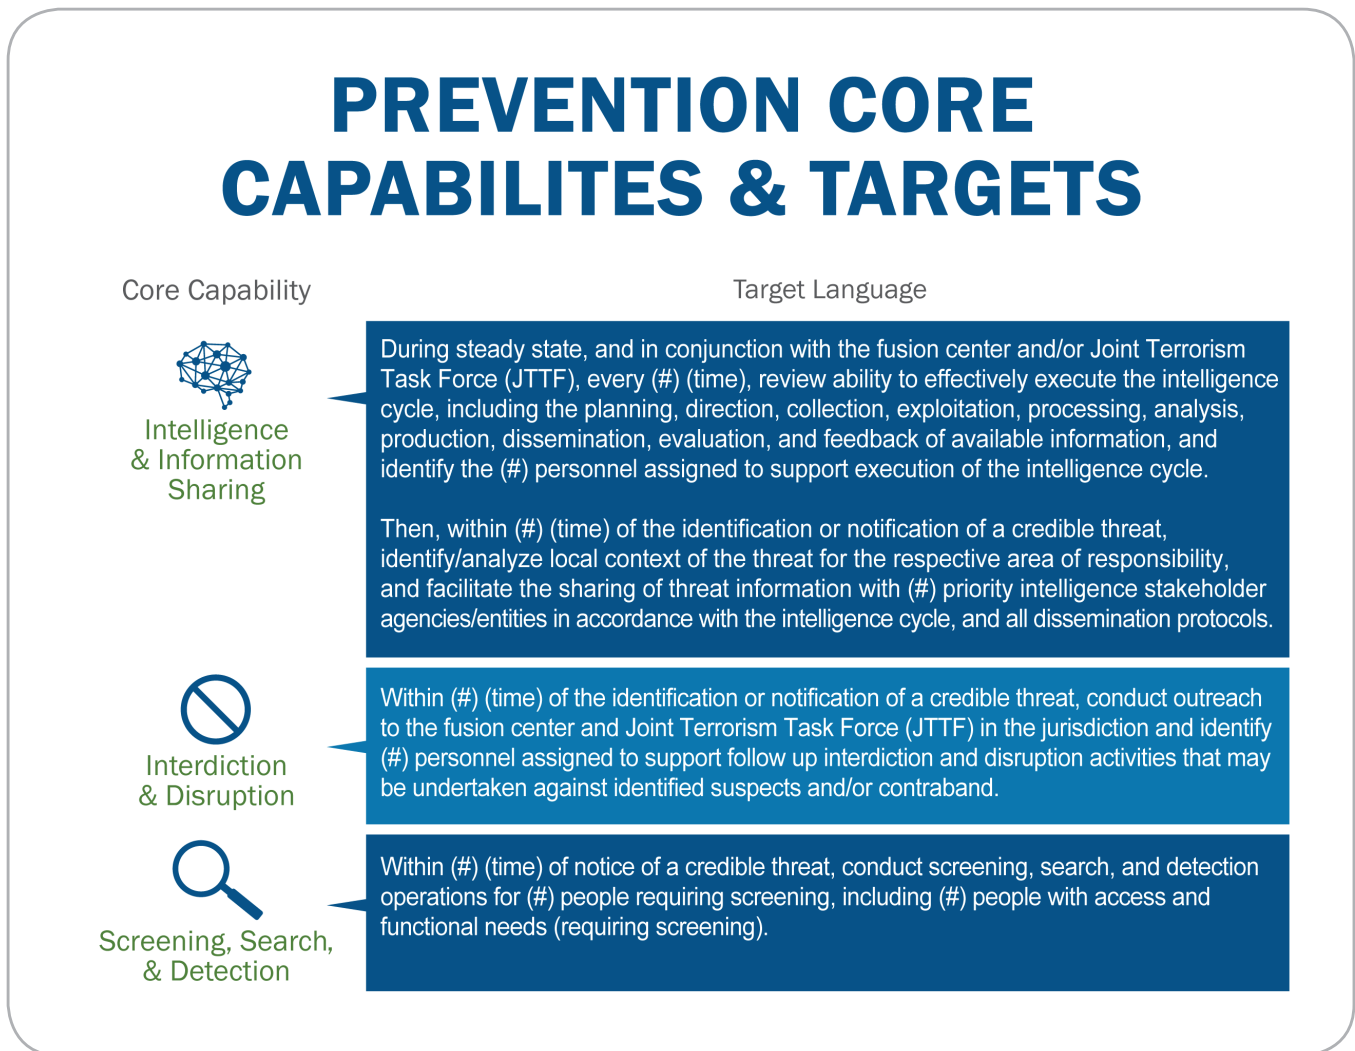 PREVENTION CORE
CAPABILITES & TARGETS
Core Capability
Target Language
Intelligence
& Information
Sharing
During steady state, and in conjunction with the fusion center and/or Joint Terrorism
Task Force (JTTF), every (#) (time), review ability to effectively execute the intelligence
cycle, including the planning, direction, collection, exploitation, processing, analysis,
production, dissemination, evaluation, and feedback of available information, and
identify the (#) personnel assigned to support execution of the intelligence cycle.
Then, within (#) (time) of the identification or notification of a credible threat,
identify/analyze local context of the threat for the respective area of responsibility,
and facilitate the sharing of threat information with (#) priority intelligence stakeholder
agencies/entities in accordance with the intelligence cycle, and all dissemination protocols.
Interdiction
& Disruption
Within (#) (time) of the identification or notification of a credible threat, conduct outreach
to the fusion center and Joint Terrorism Task Force (JTTF) in the jurisdiction and identify
(#) personnel assigned to support follow up interdiction and disruption activities that may
be undertaken against identified suspects and/or contraband.
Screening, Search,
& Detection
Within (#) (time) of notice of a credible threat, conduct screening, search, and detection
operations for (#) people requiring screening, including (#) people with access and
functional needs (requiring screening).